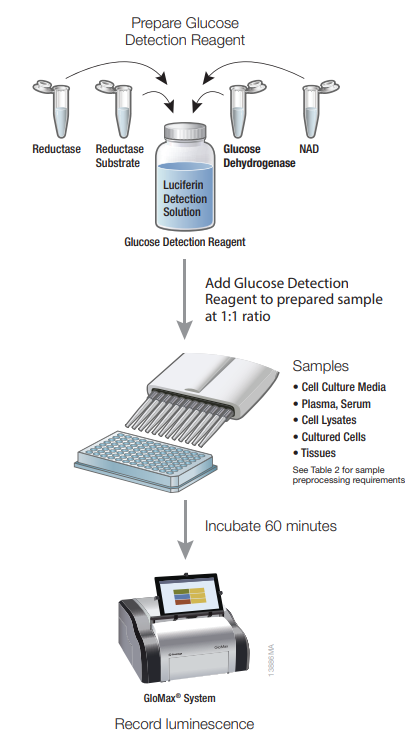 Prepare Glucose
Detection Reagent
Reductase
Reductase
Substrate
Glucose
Dehydrogenase
NAD
Luciferin
Detection
Solution
Glucose Detection Reagent
Add Glucose Detection
Reagent to prepared sample
at 1:1 ratio
Samples
• Cell Culture Media
• Plasma, Serum
• Cell Lysates
• Cultured Cells
• Tissues
See Table 2 for sample
preprocessing requirements
Incubate 60 minutes
GloMax
13886MA
GloMax® System
Record luminescence